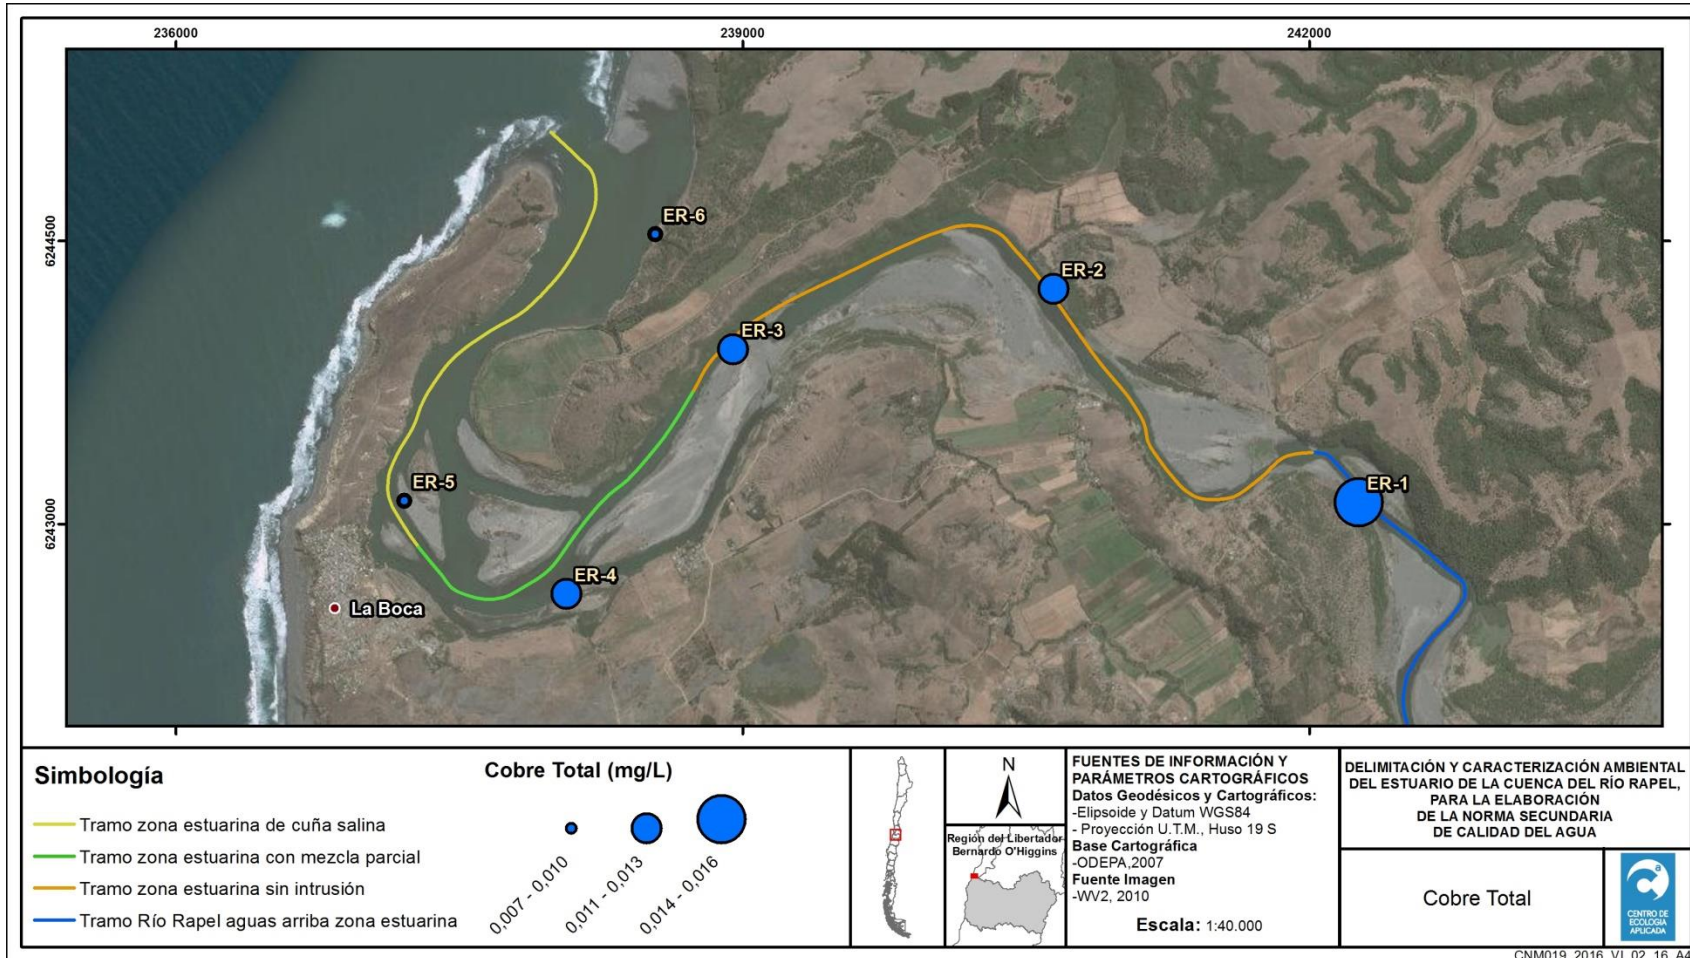 236000
239000
242000
6244500
6243000
ER-6
ER-2
ER-3
ER-5
ER-1
ER-4
La Boca
Simbología
Tramo zona estuarina de cuña salina
Tramo zona estuarina con mezcla parcial
Tramo zona estuarina sin intrusión
Tramo Río Rapel aguas arriba zona estuarina
Cobre Total (mg/L)
0,007 - 0,010
0,011 - 0,013
0,014 - 0,016
N
Región del Libertador
Bernardo O'Higgins
FUENTES DE INFORMACIÓN Y
PARÁMETROS CARTOGRÁFICOS
Datos Geodésicos y Cartográficos:
-Elipsoide y Datum WGS84
- Proyección U.T.M., Huso 19 S
Base Cartográfica
-ODEPA,2007
Fuente Imagen
-WV2, 2010
Escala: 1:40.000
DELIMITACIÓN Y CARACTERIZACIÓN AMBIENTAL
DEL ESTUARIO DE LA CUENCA DEL RÍO RAPEL,
PARA LA ELABORACIÓN
DE LA NORMA SECUNDARIA
DE CALIDAD DEL AGUA
Cobre Total
CENTRO DE
ECOLOGIA
APLICADA
CNM019_2016_VI_02_16_A4